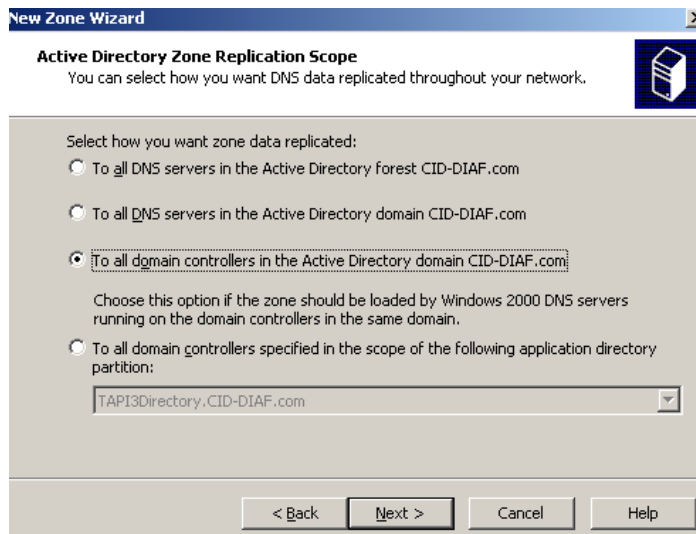 New Zone Wizard
Active Directory Zone Replication Scope
You can select how you want DNS data replicated throughout your network.
Select how you want zone data replicated:
To all DNS servers in the Active Directory forest CID-DIAF.com
To all DNS servers in the Active Directory domain CID-DIAF.com
To all domain controllers in the Active Directory domain CID-DIAF.com
Choose this option if the zone should be loaded by Windows 2000 DNS servers
running on the domain controllers in the same domain.
To all domain controllers specified in the scope of the following application directory
partition:
TAPI3Directory.CID-DIAF.com
< Back Next > Cancel Help